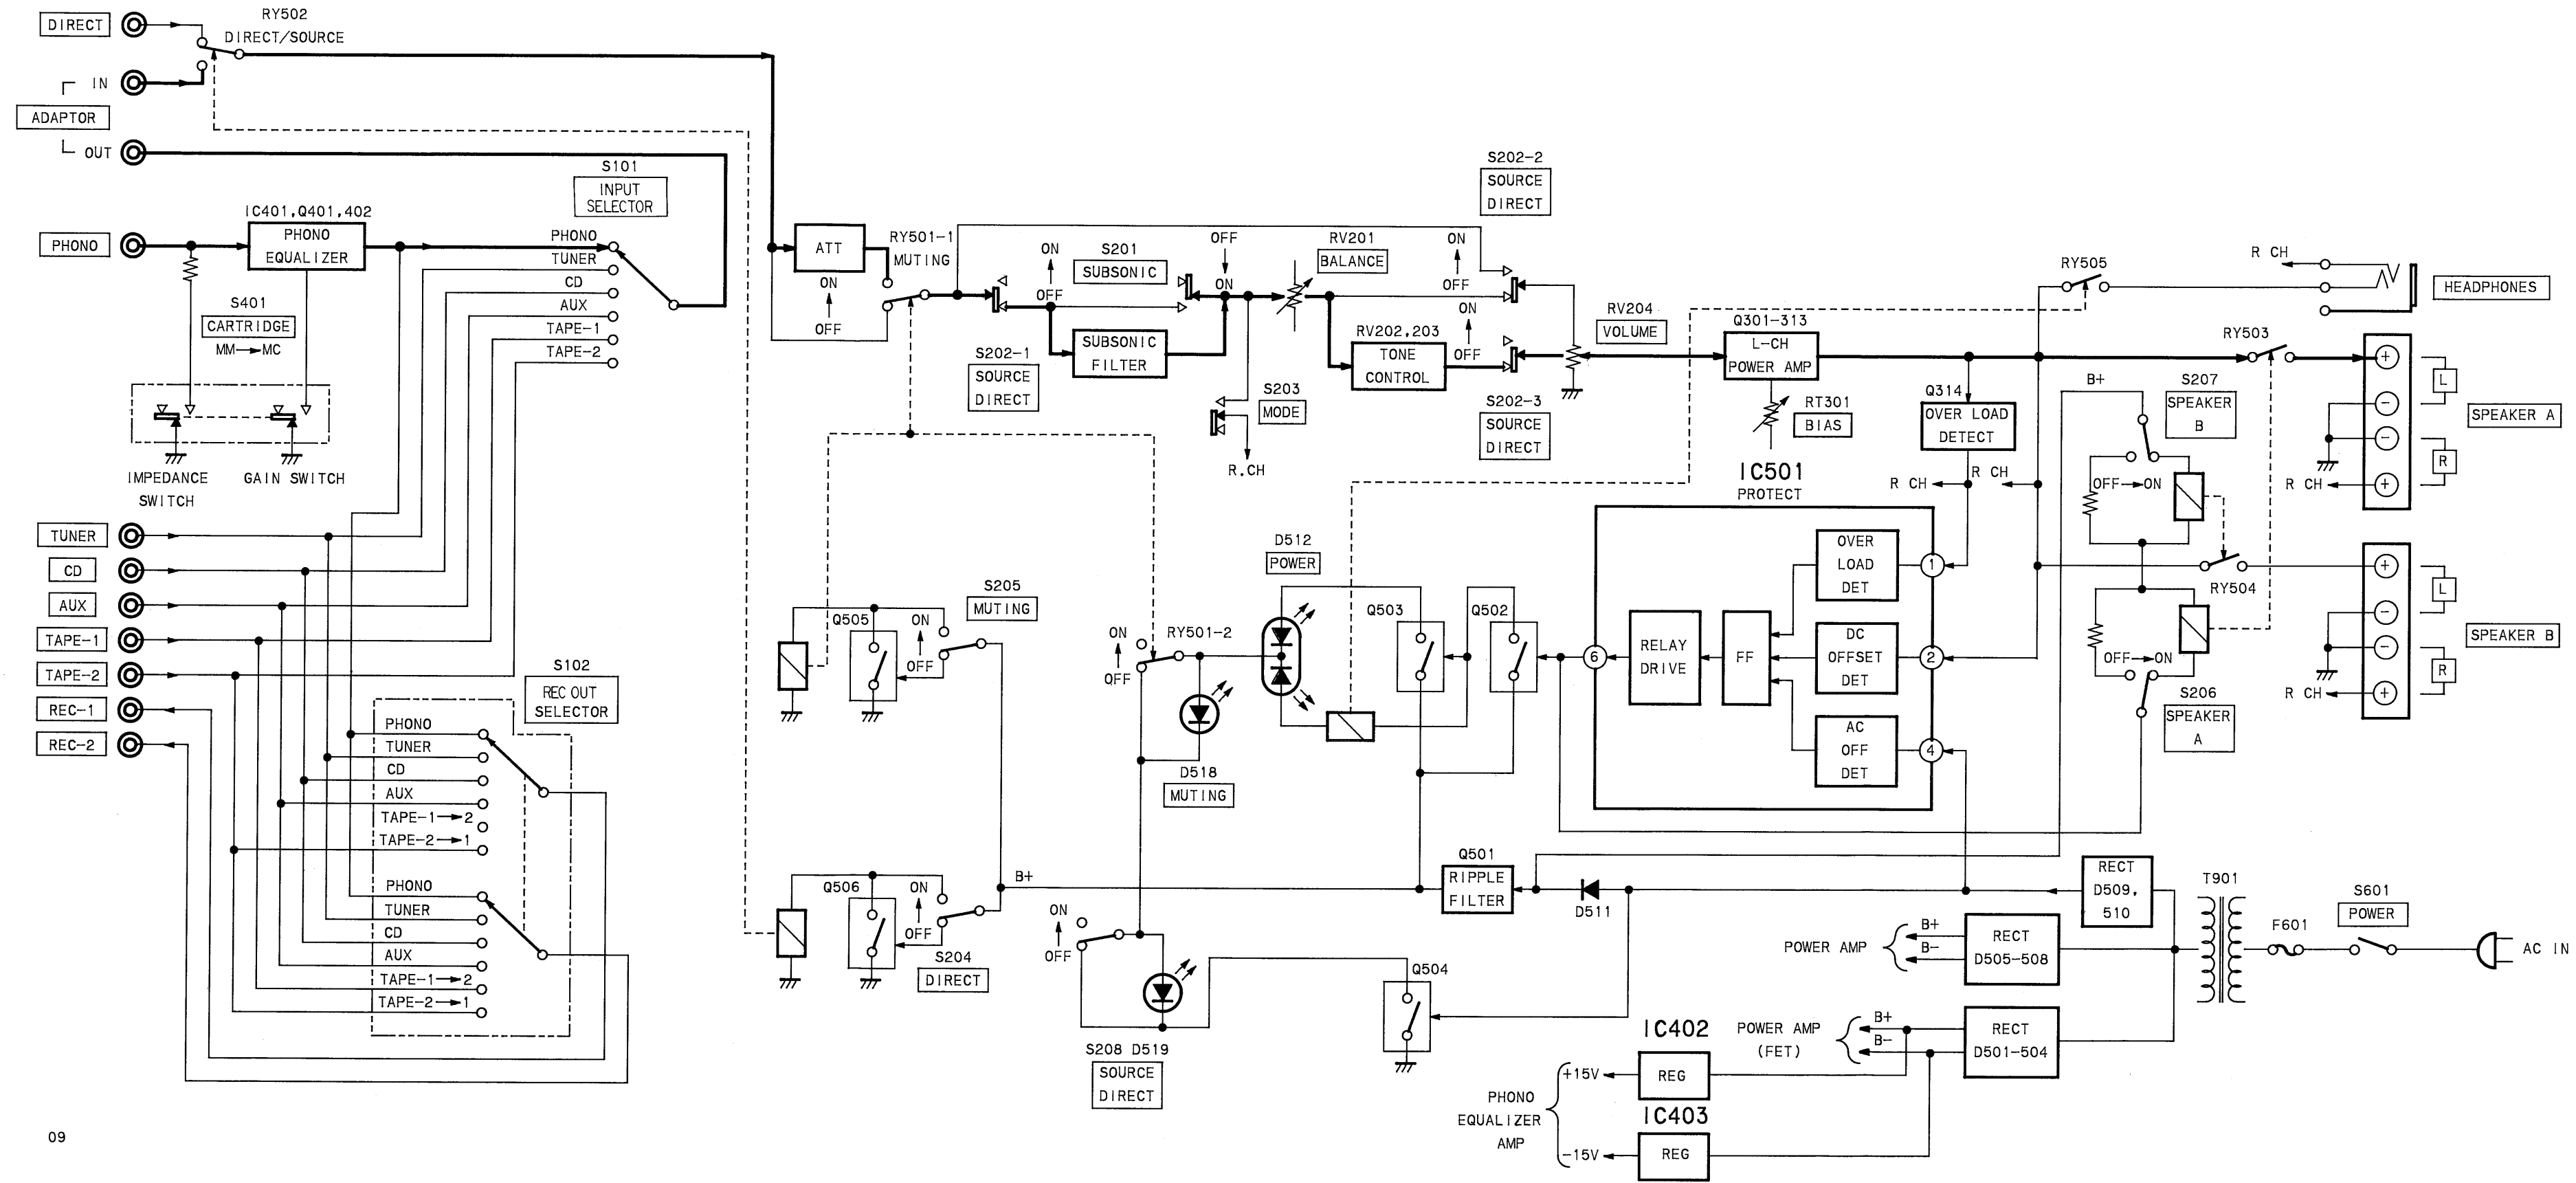 DIRECT
RY502
DIRECT/SOURCE
IN
ADAPTOR
OUT
S101
INPUT
SELECTOR
IC401,Q401,402
PHONO
PHONO
EQUALIZER
PHONO
TUNER
CD
AUX
TAPE-1
TAPE-2
S401
CARTRIDGE
MM→MC
IMPEDANCE
SWITCH
GAIN SWITCH
TUNER
CD
AUX
TAPE-1
TAPE-2
REC-1
REC-2
S102
REC OUT
SELECTOR
PHONO
TUNER
CD
AUX
TAPE-1→2
TAPE-2→1
PHONO
TUNER
CD
AUX
TAPE-1→2
TAPE-2→1
09
ATT
ON
OFF
RY501-1
MUTING
S202-1
SOURCE
DIRECT
ON
OFF
S201
SUBSONIC
SUBSONIC
FILTER
OFF
ON
S203
MODE
R.CH
RV201
BALANCE
RV202,203
TONE
CONTROL
S202-2
SOURCE
DIRECT
ON
OFF
ON
OFF
S202-3
SOURCE
DIRECT
RV204
VOLUME
Q301-313
L-CH
POWER AMP
RT301
BIAS
Q314
OVER LOAD
DETECT
R CH
R CH
RY505
R CH
HEADPHONES
RY503
B+
S207
SPEAKER
B
OFF→ON
RY504
OFF→ON
S206
SPEAKER
A
+
−
−
+
L
R
R CH
SPEAKER A
+
−
−
+
L
R
R CH
SPEAKER B
IC501
PROTECT
OVER
LOAD
DET
1
DC
OFFSET
DET
2
AC
OFF
DET
4
FF
RELAY
DRIVE
6
Q502
Q503
D512
POWER
RY501-2
ON
OFF
D518
MUTING
S205
MUTING
Q505
ON
OFF
Q506
ON
OFF
S204
DIRECT
B+
ON
OFF
S208 D519
SOURCE
DIRECT
Q504
Q501
RIPPLE
FILTER
D511
RECT
D509,
510
POWER AMP
B+
B−
RECT
D505-508
POWER AMP
(FET)
B+
B−
RECT
D501-504
T901
F601
S601
POWER
AC IN
IC402
+15V
REG
IC403
−15V
REG
PHONO
EQUALIZER
AMP